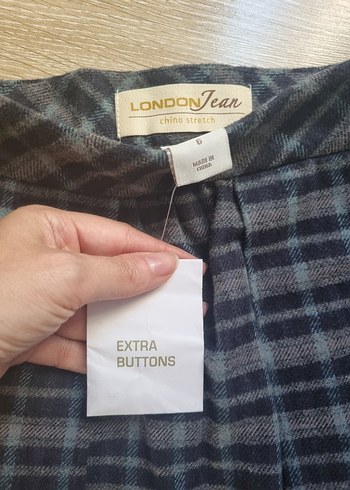 LONDON Jean
chino stretch
6
MADE IN
CHINA
EXTRA
BUTTONS